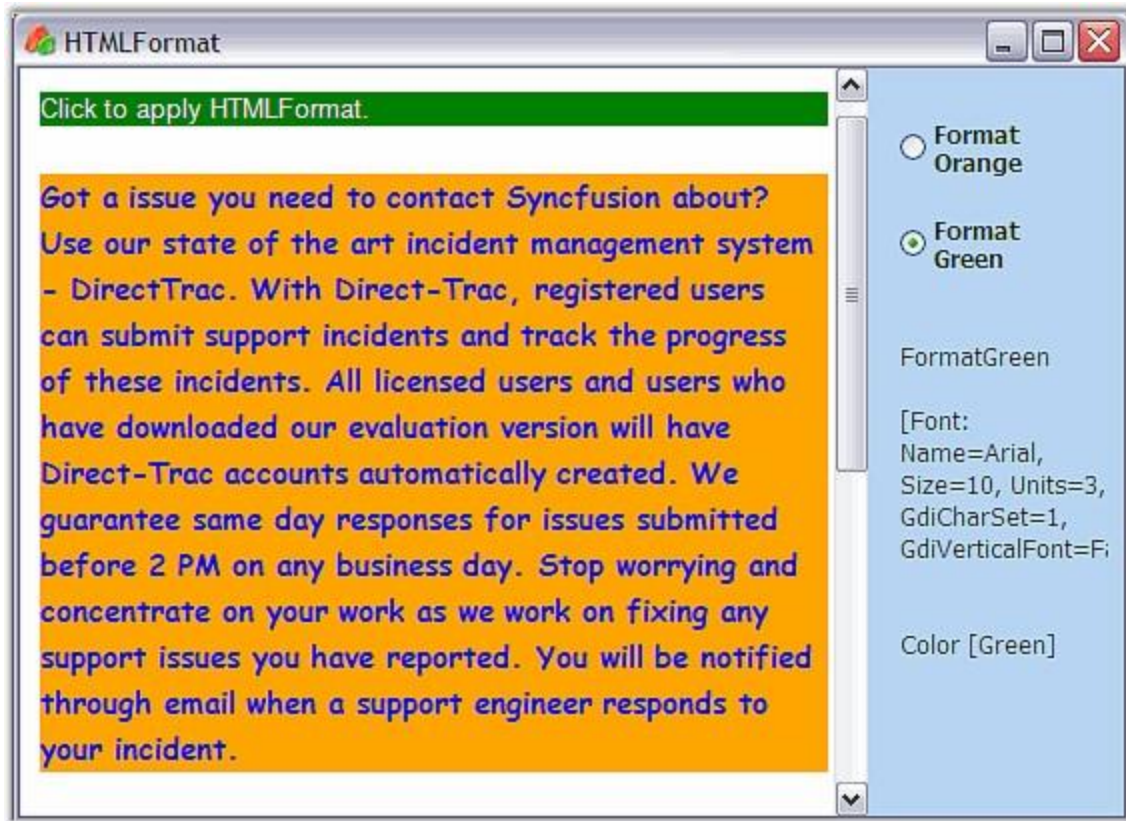 HTMLFormat
Click to apply HTMLFormat.
Got a issue you need to contact Syncfusion about?
Use our state of the art incident management system
- DirectTrac. With Direct-Trac, registered users
can submit support incidents and track the progress
of these incidents. All licensed users and users who
have downloaded our evaluation version will have
Direct-Trac accounts automatically created. We
guarantee same day responses for issues submitted
before 2 PM on any business day. Stop worrying and
concentrate on your work as we work on fixing any
support issues you have reported. You will be notified
through email when a support engineer responds to
your incident.
Format
Orange
Format
Green
FormatGreen
[Font:
Name=Arial,
Size=10, Units=3,
GdiCharSet=1,
GdiVerticalFont=Fa
Color [Green]